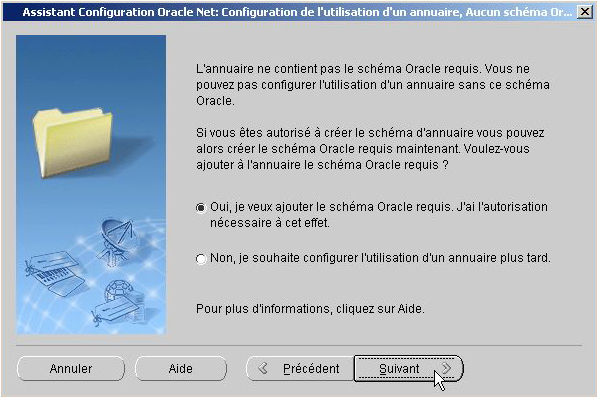 Assistant Configuration Oracle Net: Configuration de l'utilisation d'un annuaire, Aucun schéma Or...
L'annuaire ne contient pas le schéma Oracle requis. Vous ne
pouvez pas configurer l'utilisation d'un annuaire sans ce schéma
Oracle.
Si vous êtes autorisé à créer le schéma d'annuaire vous pouvez
alors créer le schéma Oracle requis maintenant. Voulez-vous
ajouter à l'annuaire le schéma Oracle requis ?
Oui, je veux ajouter le schéma Oracle requis. J'ai l'autorisation
nécessaire à cet effet.
Non, je souhaite configurer l'utilisation d'un annuaire plus tard.
Pour plus d'informations, cliquez sur Aide.
Annuler
Aide
Précédent
Suivant